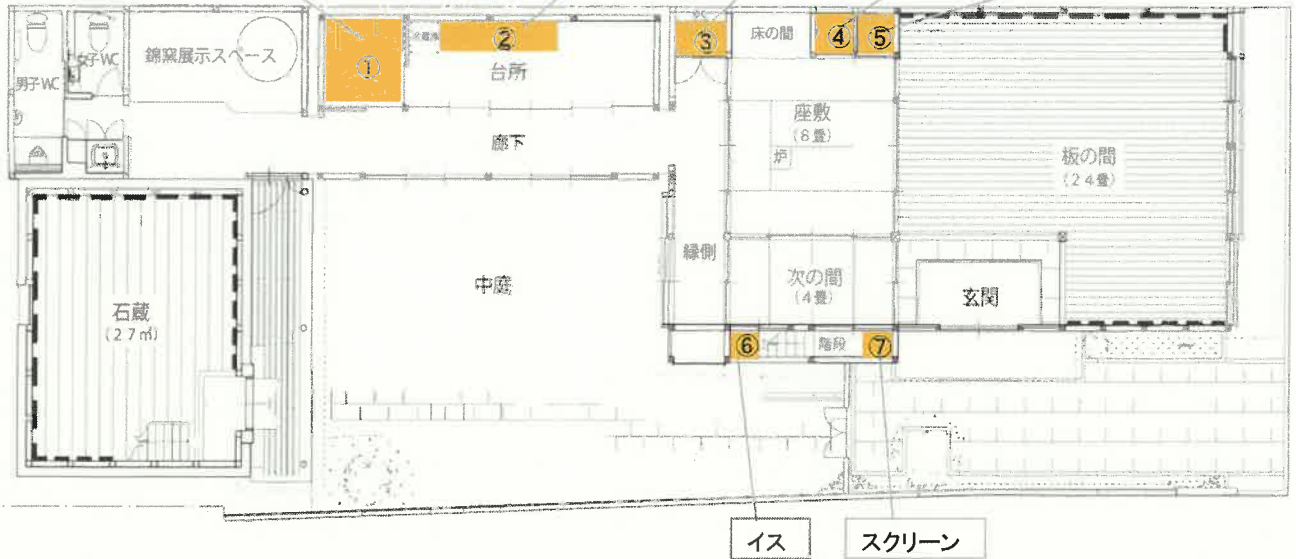 男子WC
女子WC
錦窯展示スペース
①
②
台所
③
床の間
④
⑤
座敷
(8畳)
炉
板の間
(24畳)
廊下
縁側
次の間
(4畳)
玄関
中庭
石蔵
(27㎡)
⑥
階段
⑦
イス
スクリーン